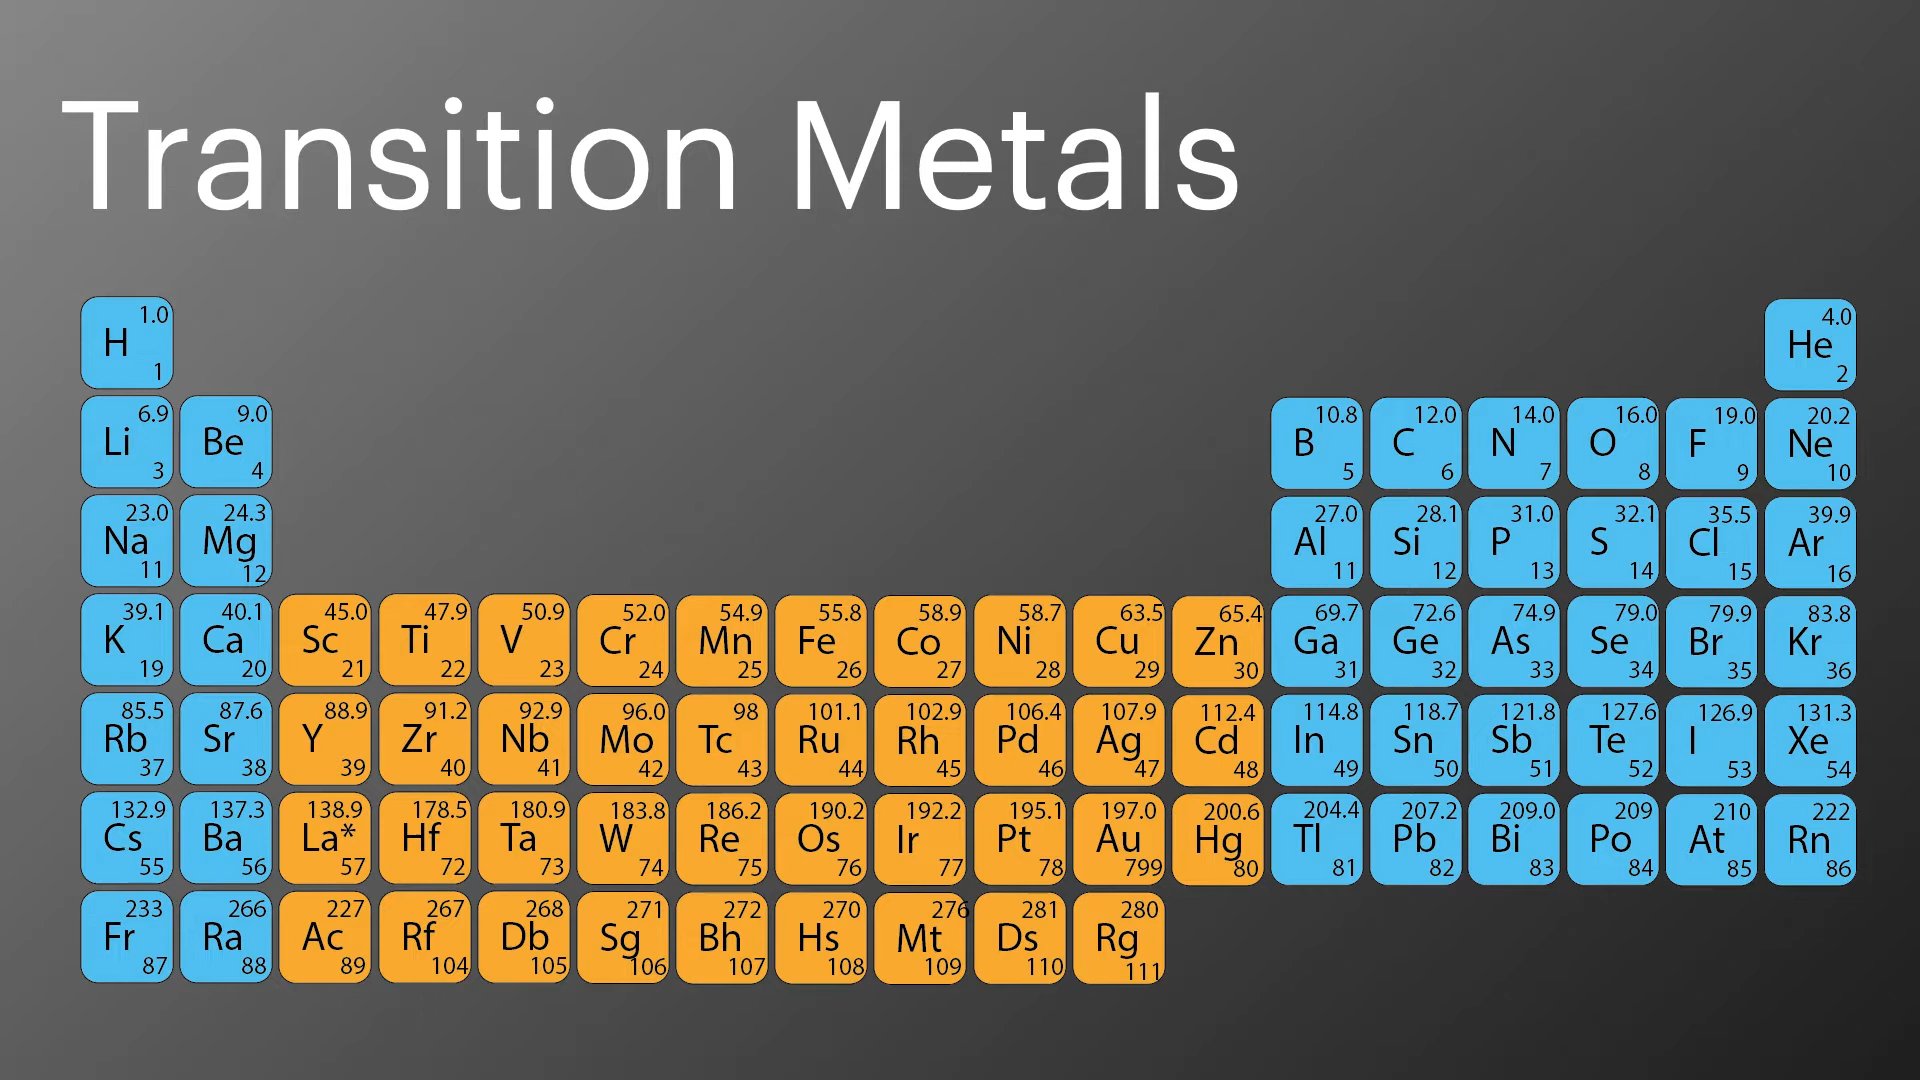 Transition Metals
1.0 4.0
H He
1 2
6.9 9.0 10.8 12.0 14.0 16.0 19.0 20.2
Li Be B C N O F Ne
3 4 5 6 7 8 9 10
23.0 24.3 27.0 28.1 31.0 32.1 35.5 39.9
Na Mg Al Si P S Cl Ar
11 12 11 12 13 14 15 16
39.1 40.1 45.0 47.9 50.9 52.0 54.9 55.8 58.9 58.7 63.5 65.4 69.7 72.6 74.9 79.0 79.9 83.8
K Ca Sc Ti V Cr Mn Fe Co Ni Cu Zn Ga Ge As Se Br Kr
19 20 21 22 23 24 25 26 27 28 29 30 31 32 33 34 35 36
85.5 87.6 88.9 91.2 92.9 96.0 98 101.1 102.9 106.4 107.9 112.4 114.8 118.7 121.8 127.6 126.9 131.3
Rb Sr Y Zr Nb Mo Tc Ru Rh Pd Ag Cd In Sn Sb Te I Xe
37 38 39 40 41 42 43 44 45 46 47 48 49 50 51 52 53 54
132.9 137.3 138.9 178.5 180.9 183.8 186.2 190.2 192.2 195.1 197.0 200.6 204.4 207.2 209.0 209 210 222
Cs Ba La* Hf Ta W Re Os Ir Pt Au Hg Tl Pb Bi Po At Rn
55 56 57 72 73 74 75 76 77 78 799 80 81 82 83 84 85 86
233 266 227 267 268 271 272 270 276 281 280
Fr Ra Ac Rf Db Sg Bh Hs Mt Ds Rg
87 88 89 104 105 106 107 108 109 110 111